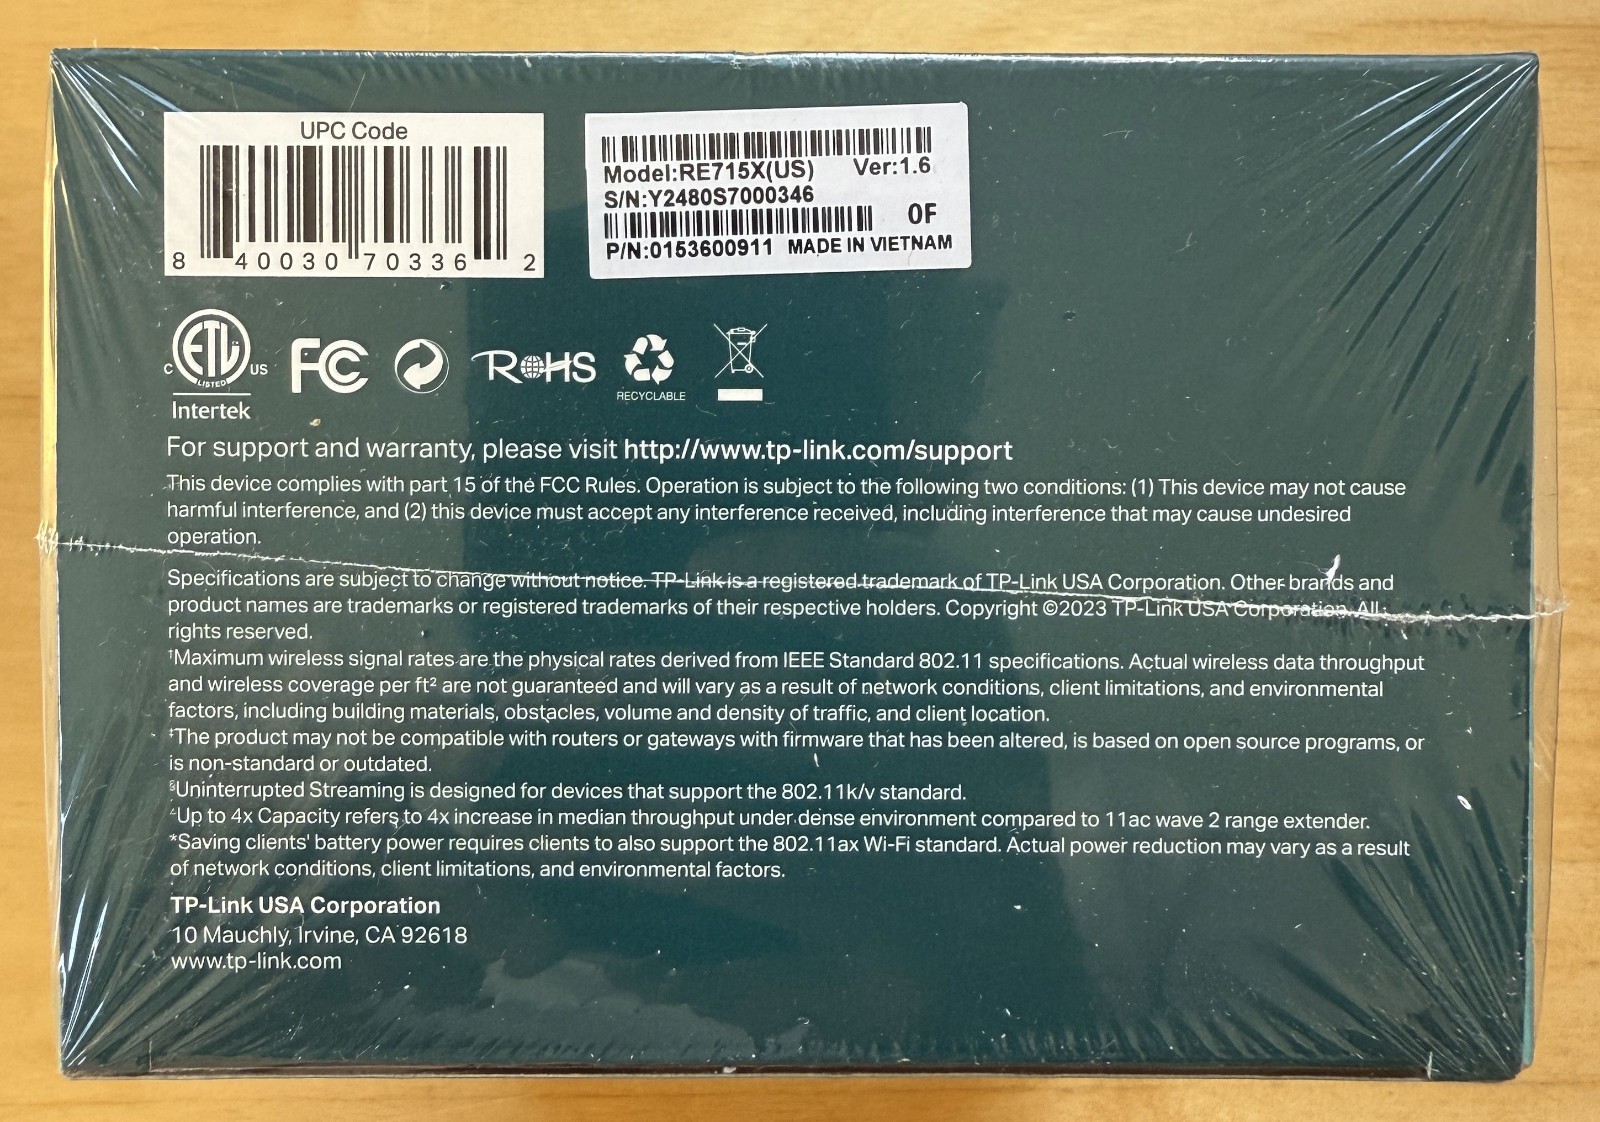 UPC Code
8 40030 70336 2
Model:RE715X(US) Ver:1.6
S/N:Y2480S7000346
0F
P/N:0153600911 MADE IN VIETNAM
C ETL US
LISTED
Intertek
FC
RoHS
RECYCLABLE
For support and warranty, please visit http://www.tp-link.com/support
This device complies with part 15 of the FCC Rules. Operation is subject to the following two conditions: (1) This device may not cause
harmful interference, and (2) this device must accept any interference received, including interference that may cause undesired
operation.
Specifications are subject to change without notice. TP-Link is a registered trademark of TP-Link USA Corporation. Other brands and
product names are trademarks or registered trademarks of their respective holders. Copyright ©2023 TP-Link USA Corporation. All
rights reserved.
†Maximum wireless signal rates are the physical rates derived from IEEE Standard 802.11 specifications. Actual wireless data throughput
and wireless coverage per ft² are not guaranteed and will vary as a result of network conditions, client limitations, and environmental
factors, including building materials, obstacles, volume and density of traffic, and client location.
‡The product may not be compatible with routers or gateways with firmware that has been altered, is based on open source programs, or
is non-standard or outdated.
§Uninterrupted Streaming is designed for devices that support the 802.11k/v standard.
△Up to 4x Capacity refers to 4x increase in median throughput under dense environment compared to 11ac wave 2 range extender.
*Saving clients' battery power requires clients to also support the 802.11ax Wi-Fi standard. Actual power reduction may vary as a result
of network conditions, client limitations, and environmental factors.
TP-Link USA Corporation
10 Mauchly, Irvine, CA 92618
www.tp-link.com